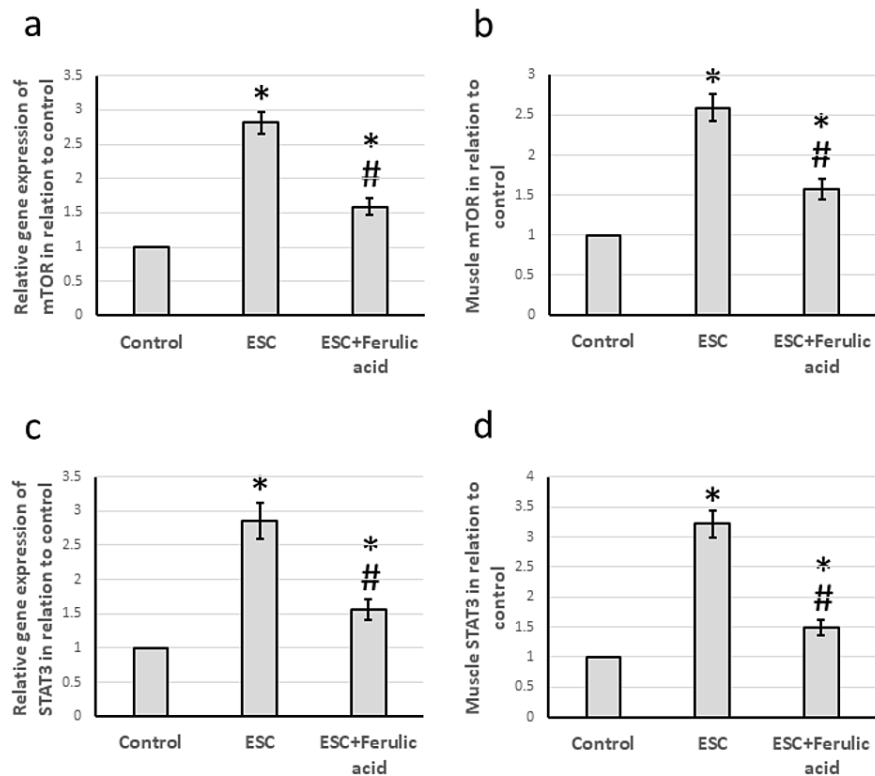 a
Relative gene expression of
mTOR in relation to control
3.5
3
2.5
2
1.5
1
0.5
0
*
*
#
Control
ESC
ESC+Ferulic
acid
b
Muscle mTOR in relation to
control
3
2.5
2
1.5
1
0.5
0
*
*
#
Control
ESC
ESC+Ferulic
acid
c
Relative gene expression of
STAT3 in relation to control
3.5
3
2.5
2
1.5
1
0.5
0
*
*
#
Control
ESC
ESC+Ferulic
acid
d
Muscle STAT3 in relation to
control
4
3.5
3
2.5
2
1.5
1
0.5
0
*
*
#
Control
ESC
ESC+Ferulic
acid